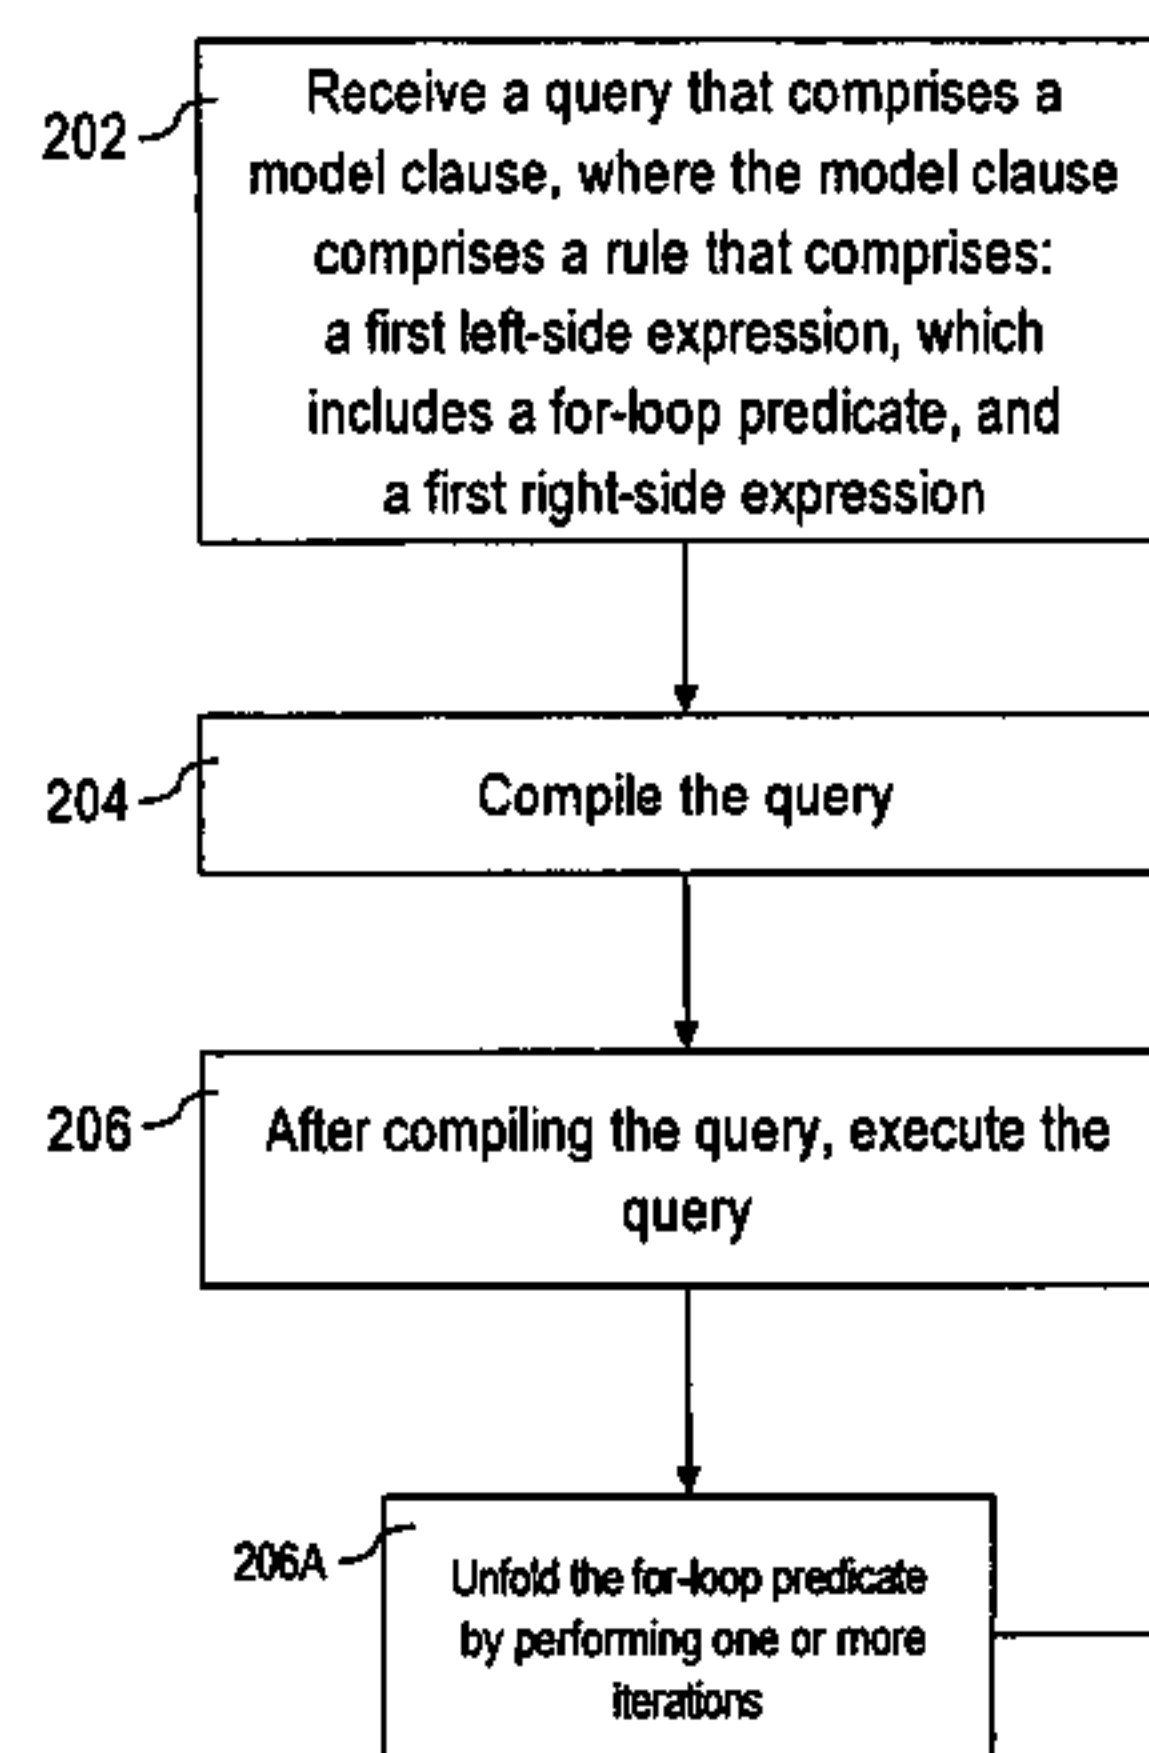 202
Receive a query that comprises a
model clause, where the model clause
comprises a rule that comprises:
a first left-side expression, which
includes a for-loop predicate, and
a first right-side expression
204
Compile the query
206
After compiling the query, execute the
query
206A
Unfold the for-loop predicate
by performing one or more
iterations